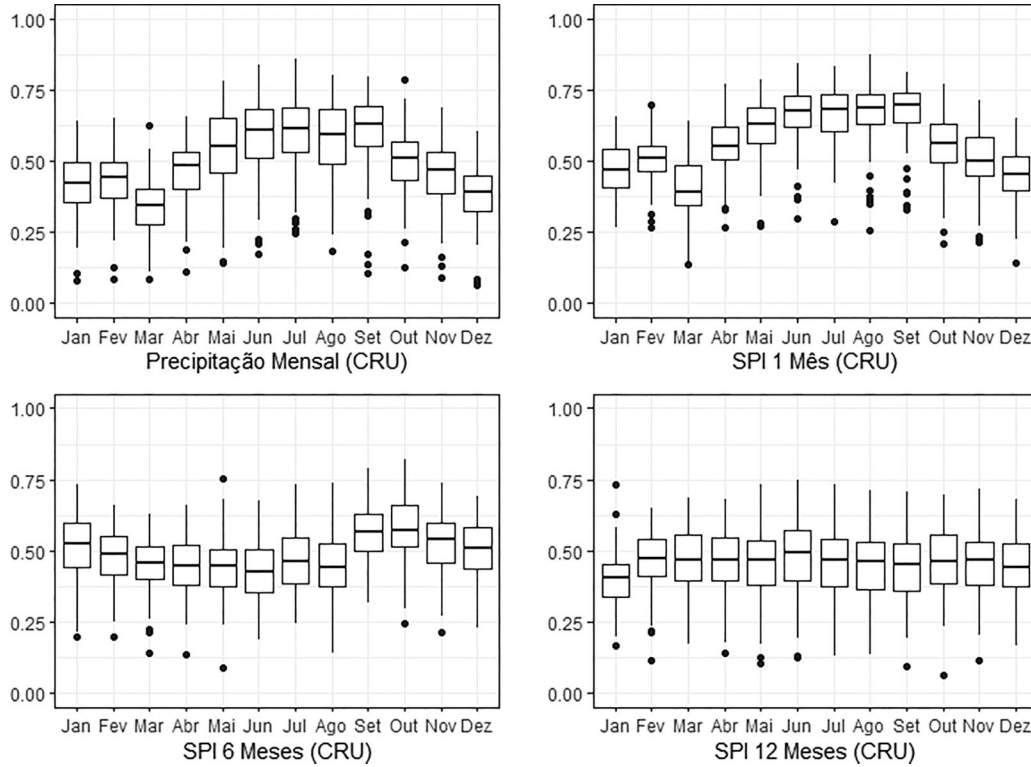 1.00
0.75
0.50
0.25
0.00
Jan Fev Mar Abr Mai Jun Jul Ago Set Out Nov Dez
Precipitação Mensal (CRU)
1.00
0.75
0.50
0.25
0.00
Jan Fev Mar Abr Mai Jun Jul Ago Set Out Nov Dez
SPI 1 Mês (CRU)
1.00
0.75
0.50
0.25
0.00
Jan Fev Mar Abr Mai Jun Jul Ago Set Out Nov Dez
SPI 6 Meses (CRU)
1.00
0.75
0.50
0.25
0.00
Jan Fev Mar Abr Mai Jun Jul Ago Set Out Nov Dez
SPI 12 Meses (CRU)